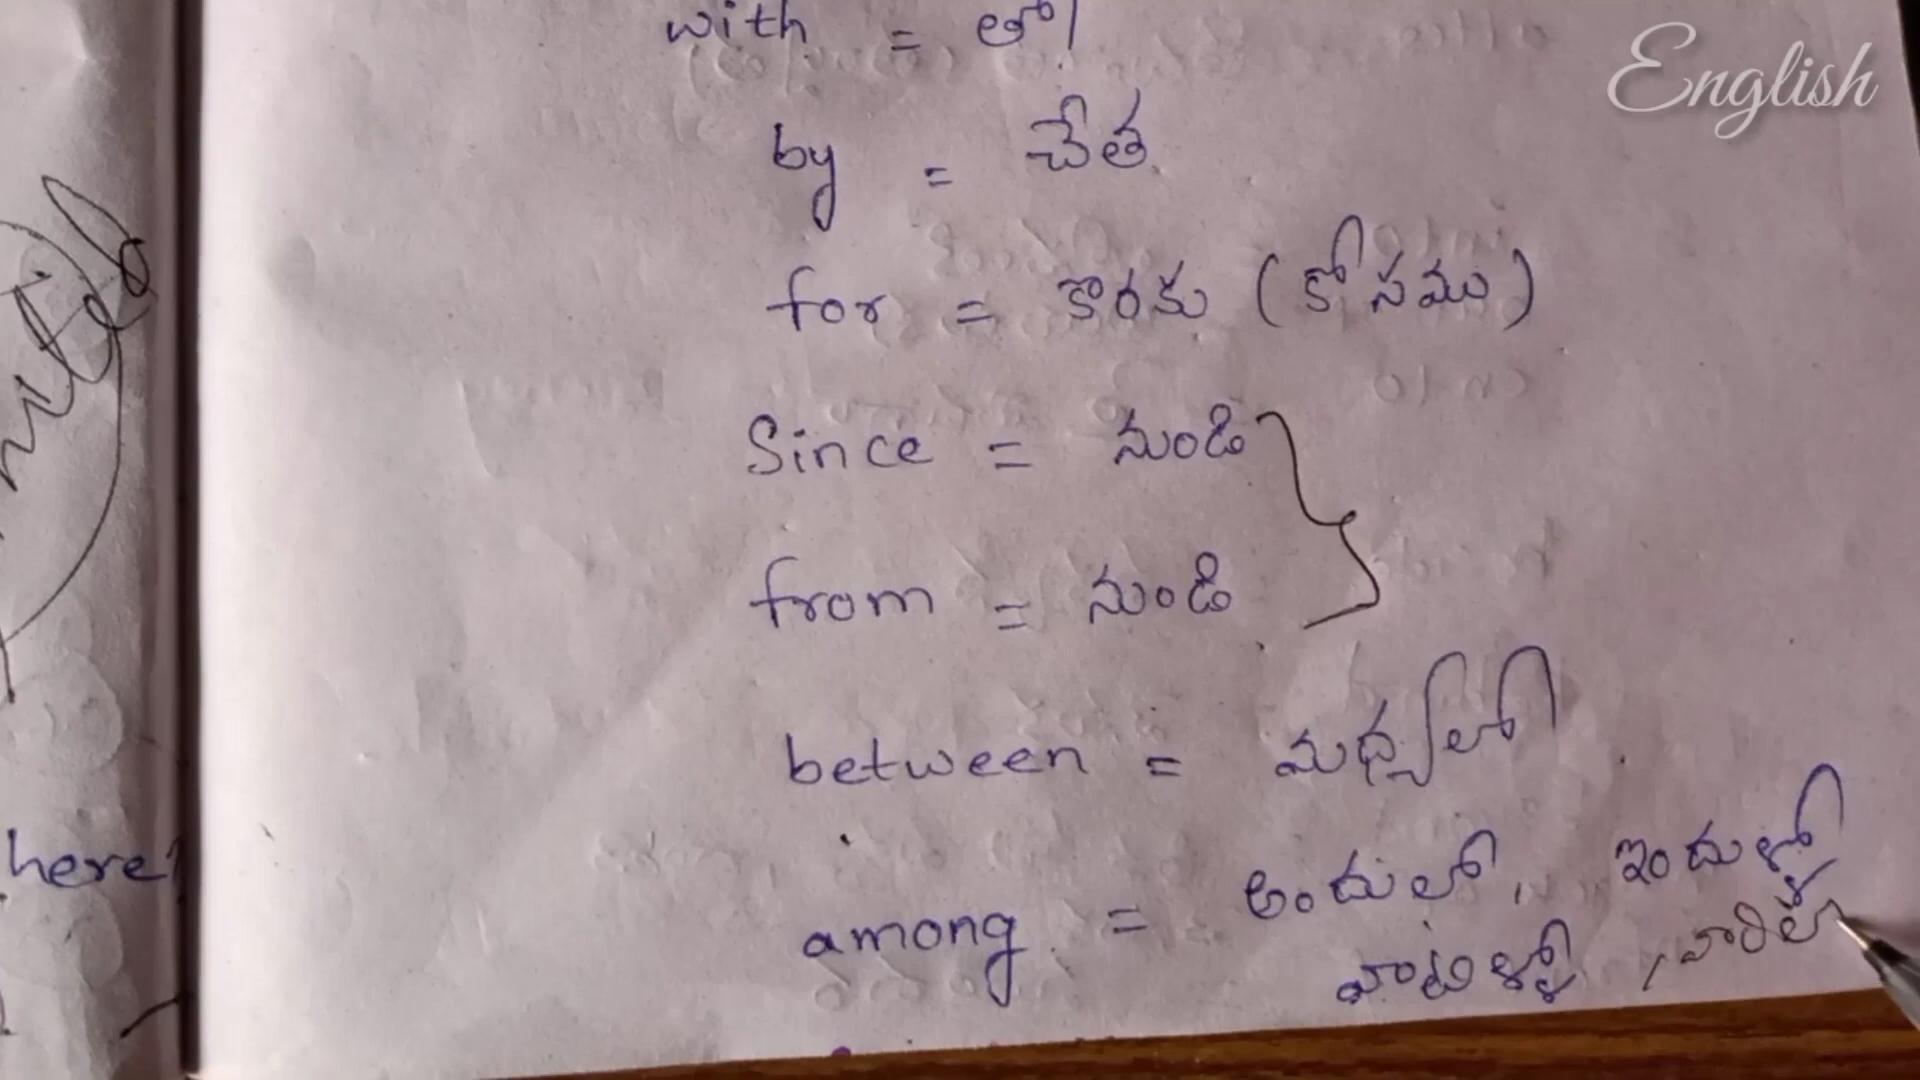 with = తో
English
by = చేత
for = కొరకు (కోసము)
Since = నుండి
from = నుండి
between = మధ్యలో
among = అందులో, ఇందుళ్లో
వాటిళ్లో, వారిలో
here